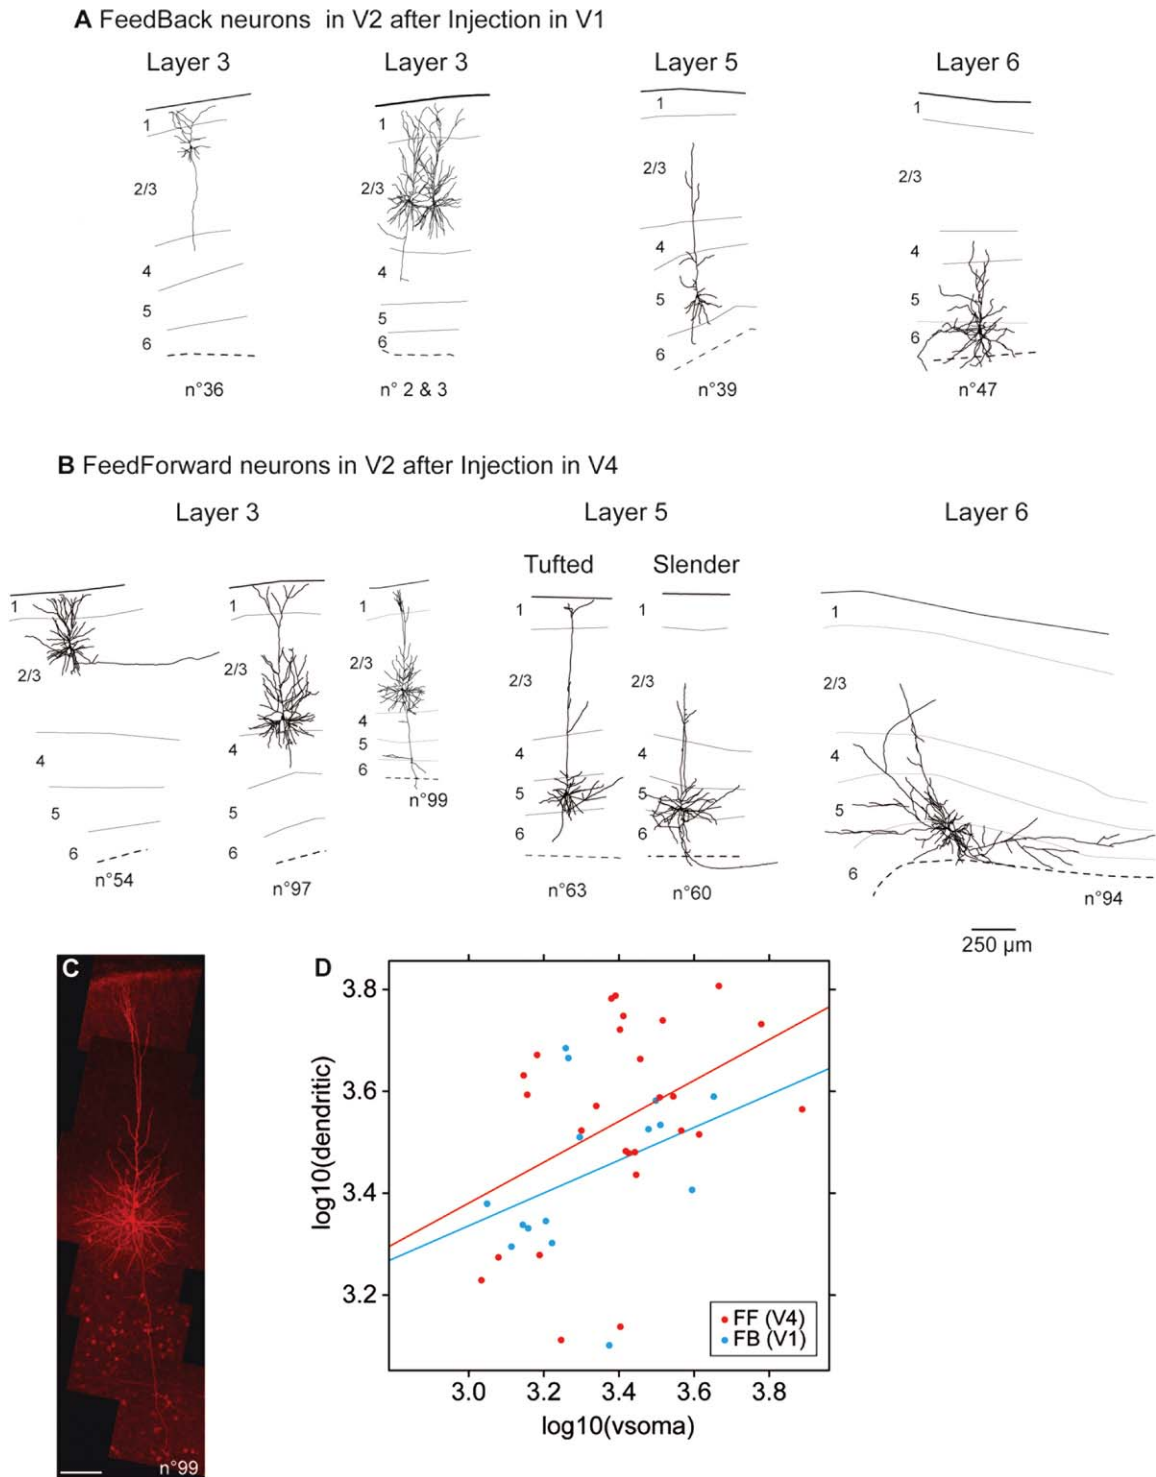 A FeedBack neurons in V2 after Injection in V1
Layer 3 Layer 3 Layer 5 Layer 6
1 2/3 4 5 6 n°36
1 2/3 4 5 6 n° 2 & 3
1 2/3 4 5 6 n°39
1 2/3 4 5 6 n°47
B FeedForward neurons in V2 after Injection in V4
Layer 3 Layer 5 Layer 6
Tufted Slender
1 2/3 4 5 6 n°54
1 2/3 4 5 6 n°97
1 2/3 4 5 6 n°99
1 2/3 4 5 6 n°63
1 2/3 4 5 6 n°60
1 2/3 4 5 6 n°94
250 µm
C
n°99
D
log10(dendritic)
3.8
3.6
3.4
3.2
FF (V4)
FB (V1)
3.0 3.2 3.4 3.6 3.8
log10(vsoma)